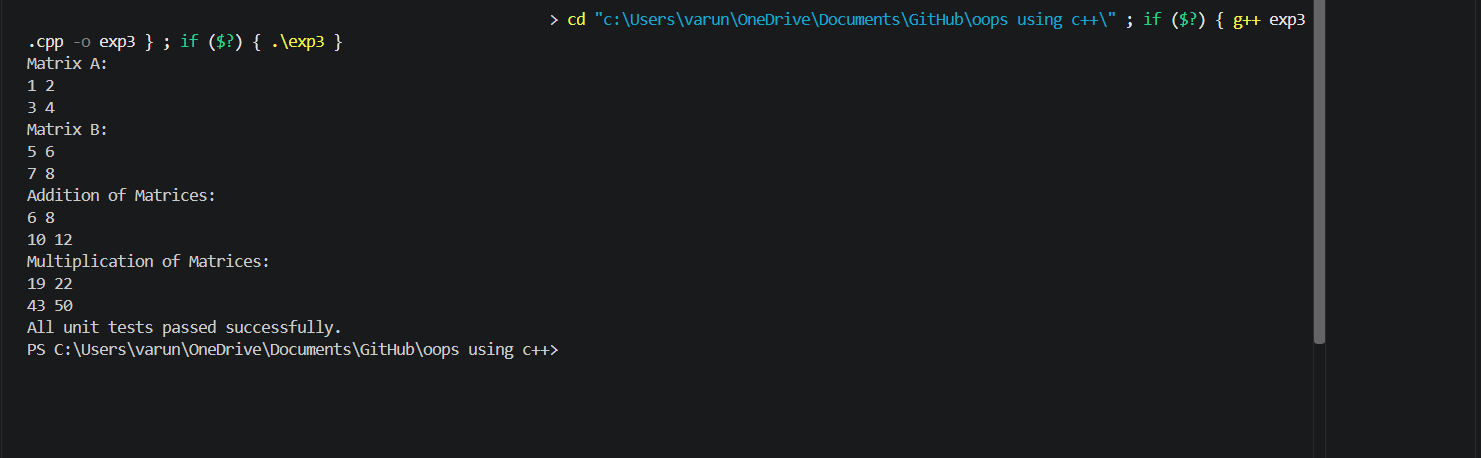 > cd "c:\Users\varun\OneDrive\Documents\GitHub\oops using c++\" ; if ($?) { g++ exp3
.cpp -o exp3 } ; if ($?) { .\exp3 }
Matrix A:
1 2
3 4
Matrix B:
5 6
7 8
Addition of Matrices:
6 8
10 12
Multiplication of Matrices:
19 22
43 50
All unit tests passed successfully.
PS C:\Users\varun\OneDrive\Documents\GitHub\oops using c++>